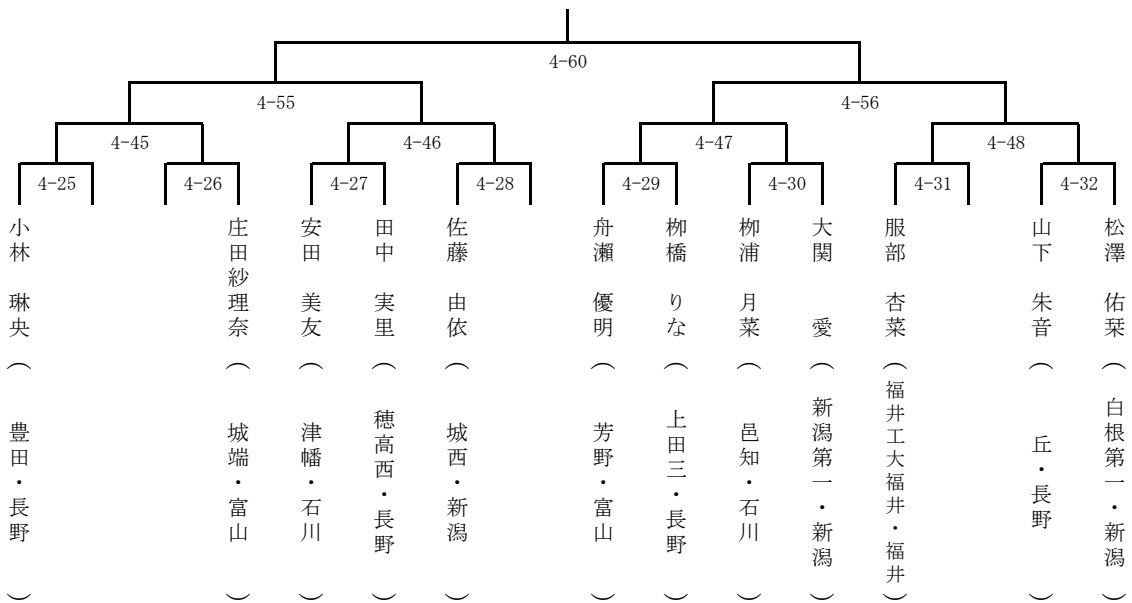 4-60
4-55
4-56
4-45
4-46
4-47
4-48
4-25
4-26
4-27
4-28
4-29
4-30
4-31
4-32
小林 琳央 （豊田・長野）
庄田紗理奈 （城端・富山）
安田 美友 （津幡・石川）
田中 実里 （穂高西・長野）
佐藤 由依 （城西・新潟）
舟瀬 優明 （芳野・富山）
栁橋 りな （上田三・長野）
栁浦 月菜 （邑知・石川）
大関 愛 （新潟第一・新潟）
服部 杏菜 （福井工大福井・福井）
山下 朱音 （丘・長野）
松澤 佑栞 （白根第一・新潟）